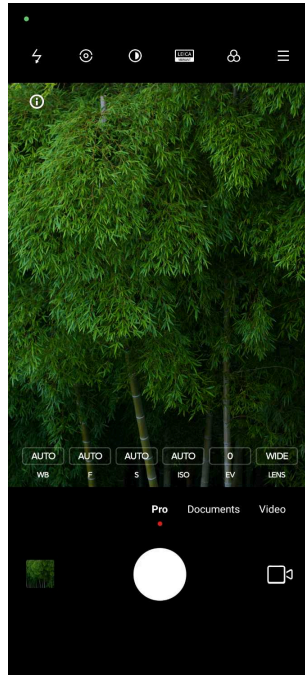 LEICA
AUTO AUTO AUTO AUTO 0 WIDE
WB F S ISO EV LENS
Pro Documents Video